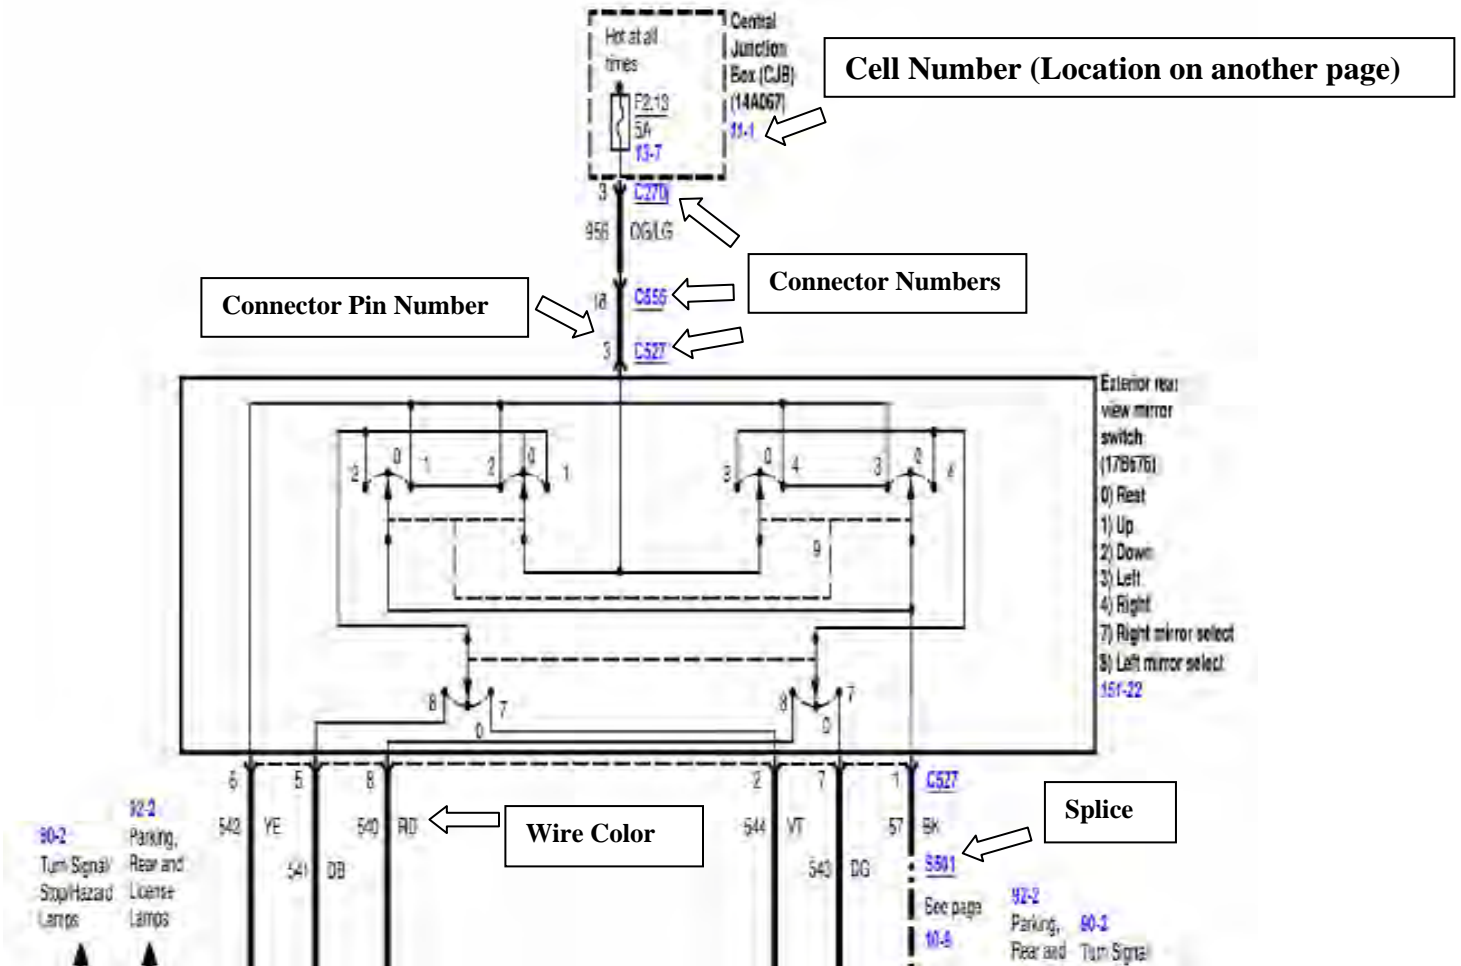 Hot at all
times
F2.13
5A
13-7
Central
Junction
Box (CJB)
(14A067)
11-1
Cell Number (Location on another page)
3 C270j
956 OG/LG
Connector Numbers
Connector Pin Number
18
3 C527
Exterior rear
view mirror
switch
(17B676)
0) Rest
1) Up
2) Down
3) Left
4) Right
7) Right mirror select
8) Left mirror select
151-22
2 0 1 2 0 1
3 0 4 3 0 4
9
8 7 0
8 7 0
6 5 8 2 7 1 C527
542 YE
540 RD
544 VT
57 BK
541 DB
543 DG
Wire Color
Splice
S501
See page
10-8
90-2
Turn Signal/
Stop/Hazard
Lamps
92-2
Parking,
Rear and
License
Lamps
92-2
Parking,
Rear and
90-2
Turn Signal/